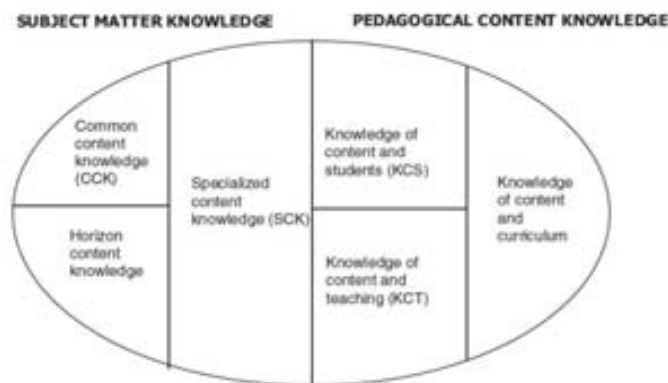 SUBJECT MATTER KNOWLEDGE
PEDAGOGICAL CONTENT KNOWLEDGE
Common
content
knowledge
(CCK)
Horizon
content
knowledge
Specialized
content
knowledge (SCK)
Knowledge of
content and
students (KCS)
Knowledge of
content and
teaching (KCT)
Knowledge
of content
and
curriculum